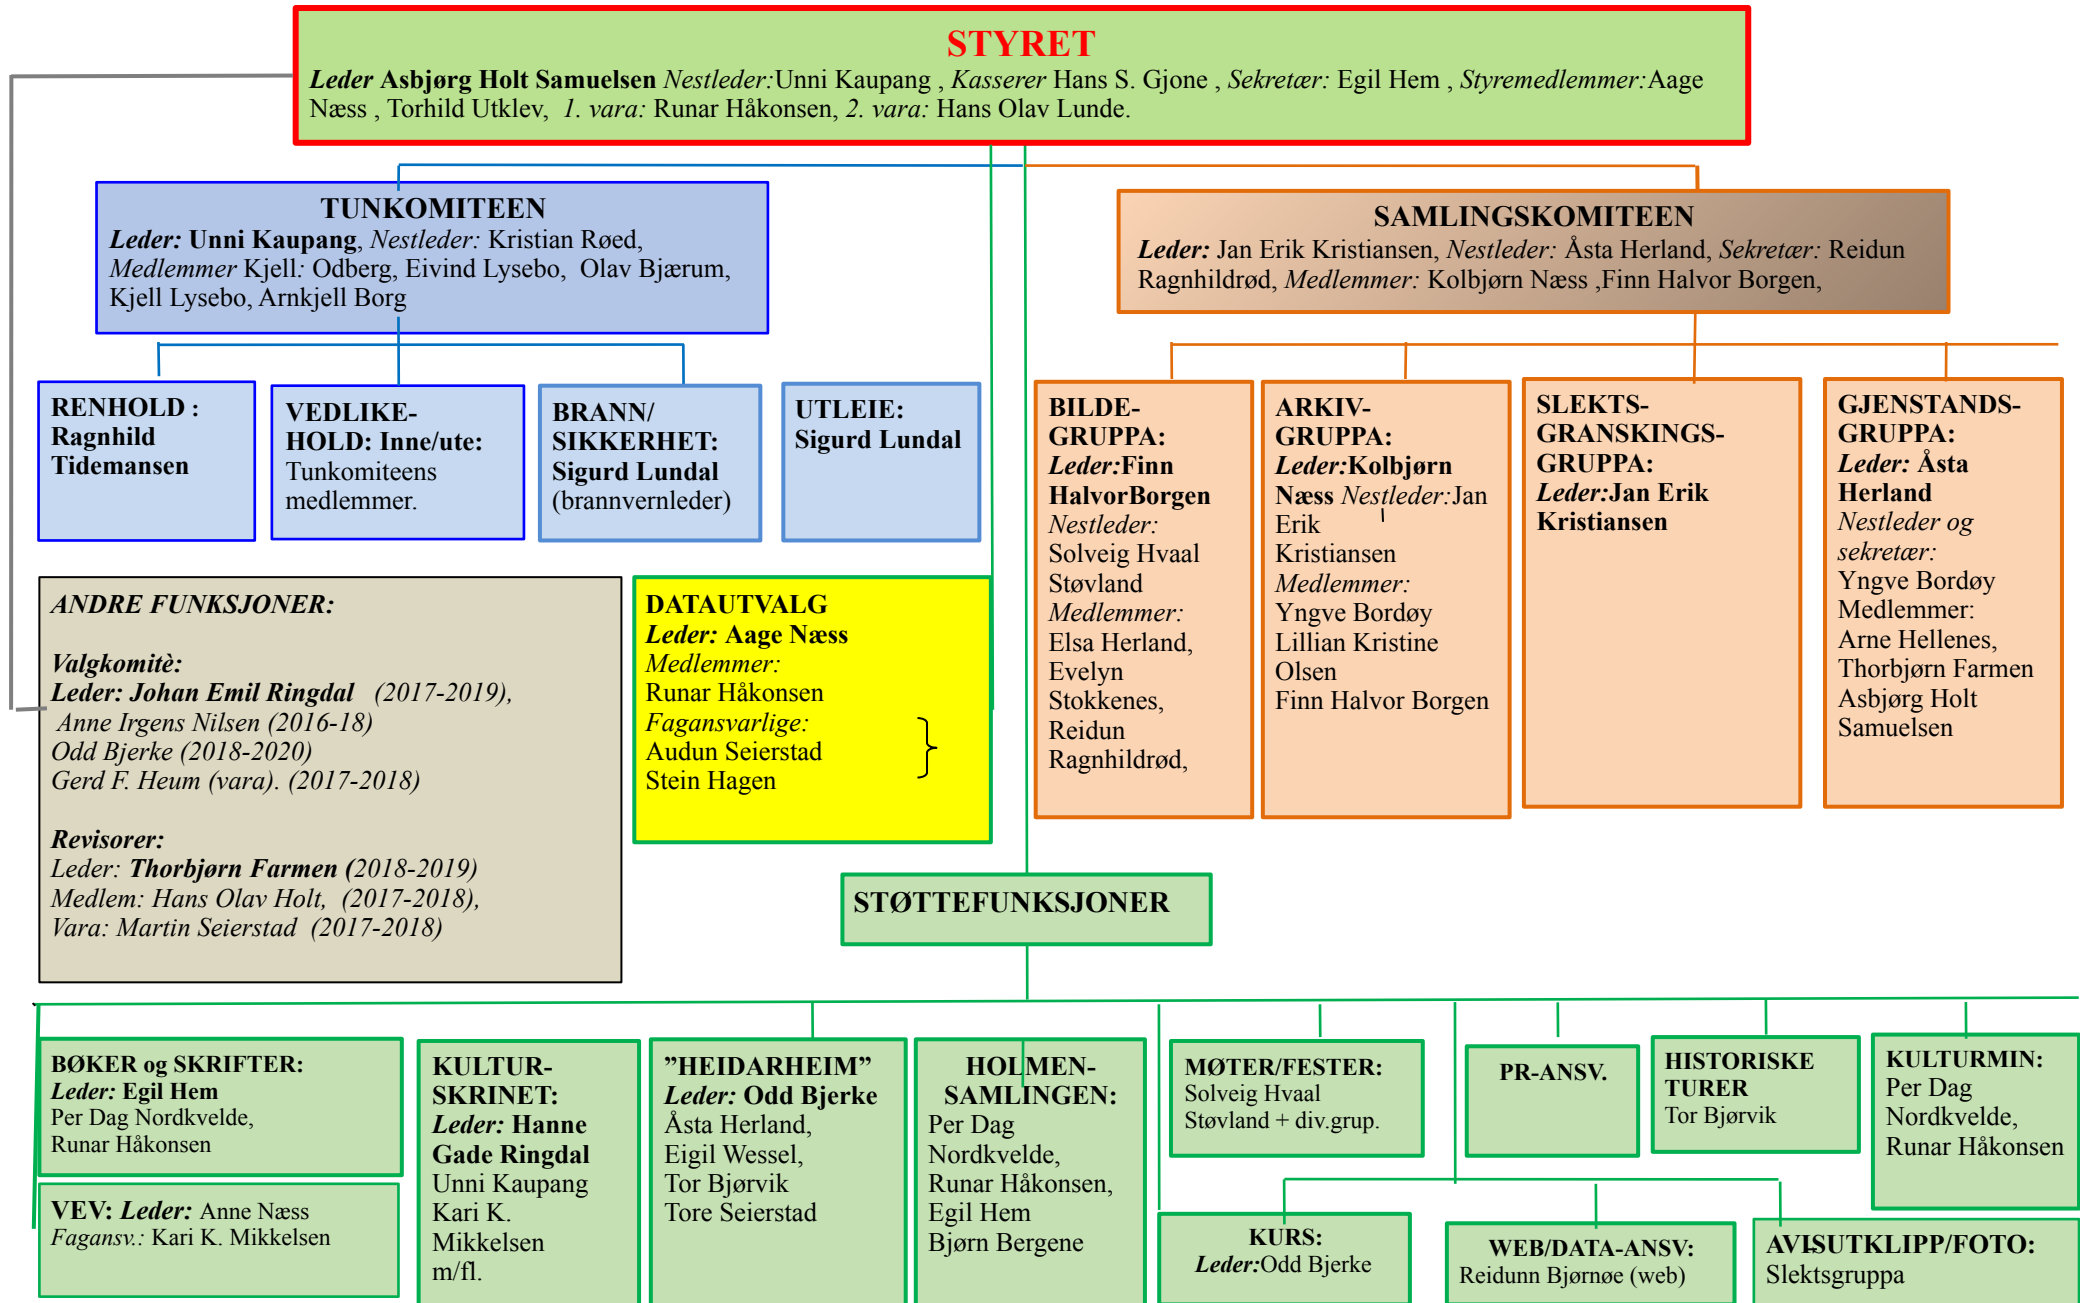 STYRET
Leder Asbjørg Holt Samuelsen Nestleder:Unni Kaupang , Kasserer Hans S. Gjone , Sekretær: Egil Hem , Styremedlemmer:Aage
Næss , Torhild Utklev, 1. vara: Runar Håkonsen, 2. vara: Hans Olav Lunde.
TUNKOMITEEN
Leder: Unni Kaupang, Nestleder: Kristian Røed,
Medlemmer Kjell: Odberg, Eivind Lysebo, Olav Bjærum,
Kjell Lysebo, Arnkjell Borg
SAMLINGSKOMITEEN
Leder: Jan Erik Kristiansen, Nestleder: Åsta Herland, Sekretær: Reidun
Ragnhildrød, Medlemmer: Kolbjørn Næss ,Finn Halvor Borgen,
RENHOLD :
Ragnhild
Tidemansen
VEDLIKE-
HOLD: Inne/ute:
Tunkomiteens
medlemmer.
BRANN/
SIKKERHET:
Sigurd Lundal
(brannvernleder)
UTLEIE:
Sigurd Lundal
BILDE-
GRUPPA:
Leder:Finn
HalvorBorgen
Nestleder:
Solveig Hvaal
Støvland
Medlemmer:
Elsa Herland,
Evelyn
Stokkenes,
Reidun
Ragnhildrød,
ARKIV-
GRUPPA:
Leder:Kolbjørn
Næss Nestleder:Jan
Erik
Kristiansen
Medlemmer:
Yngve Bordøy
Lillian Kristine
Olsen
Finn Halvor Borgen
SLEKTS-
GRANSKINGS-
GRUPPA:
Leder:Jan Erik
Kristiansen
GJENSTANDS-
GRUPPA:
Leder: Åsta
Herland
Nestleder og
sekretær:
Yngve Bordøy
Medlemmer:
Arne Hellenes,
Thorbjørn Farmen
Asbjørg Holt
Samuelsen
ANDRE FUNKSJONER:
Valgkomitè:
Leder: Johan Emil Ringdal (2017-2019),
Anne Irgens Nilsen (2016-18)
Odd Bjerke (2018-2020)
Gerd F. Heum (vara). (2017-2018)
Revisorer:
Leder: Thorbjørn Farmen (2018-2019)
Medlem: Hans Olav Holt, (2017-2018),
Vara: Martin Seierstad (2017-2018)
DATAUTVALG
Leder: Aage Næss
Medlemmer:
Runar Håkonsen
Fagansvarlige:
Audun Seierstad
Stein Hagen
STØTTEFUNKSJONER
BØKER og SKRIFTER:
Leder: Egil Hem
Per Dag Nordkvelde,
Runar Håkonsen
VEV: Leder: Anne Næss
Fagansv.: Kari K. Mikkelsen
KULTUR-
SKRINET:
Leder: Hanne
Gade Ringdal
Unni Kaupang
Kari K.
Mikkelsen
m/fl.
”HEIDARHEIM”
Leder: Odd Bjerke
Åsta Herland,
Eigil Wessel,
Tor Bjørvik
Tore Seierstad
HOLMEN-
SAMLINGEN:
Per Dag
Nordkvelde,
Runar Håkonsen,
Egil Hem
Bjørn Bergene
MØTER/FESTER:
Solveig Hvaal
Støvland + div.grup.
PR-ANSV.
HISTORISKE
TURER
Tor Bjørvik
KULTURMIN:
Per Dag
Nordkvelde,
Runar Håkonsen
KURS:
Leder:Odd Bjerke
WEB/DATA-ANSV:
Reidunn Bjørnøe (web)
AVISUTKLIPP/FOTO:
Slektsgruppa